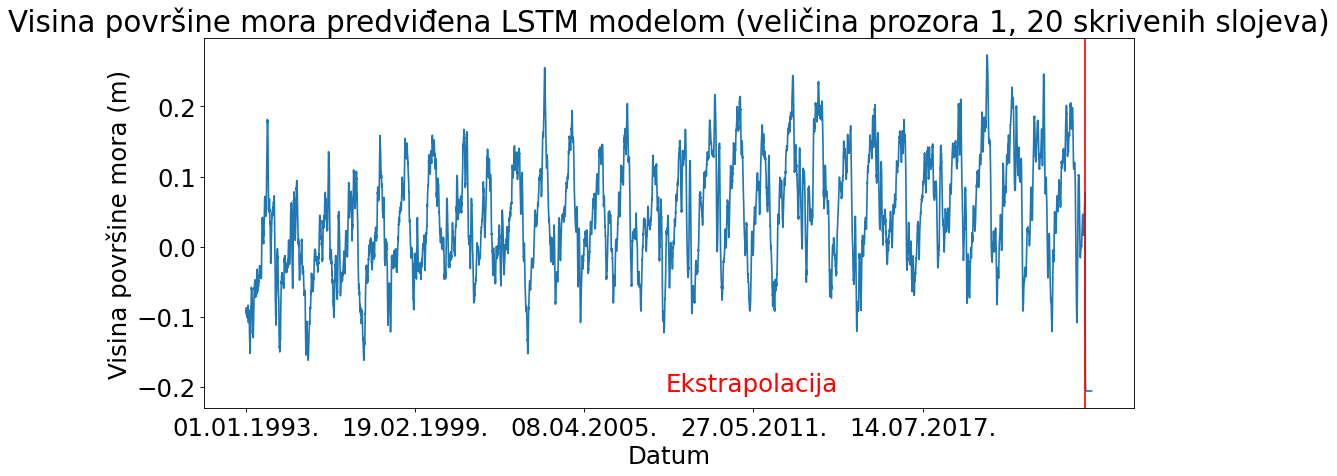 Visina površine mora predviđena LSTM modelom (veličina prozora 1, 20 skrivenih slojeva)
Visina površine mora (m)
0.2
0.1
0.0
−0.1
−0.2
Ekstrapolacija
01.01.1993. 19.02.1999. 08.04.2005. 27.05.2011. 14.07.2017.
Datum